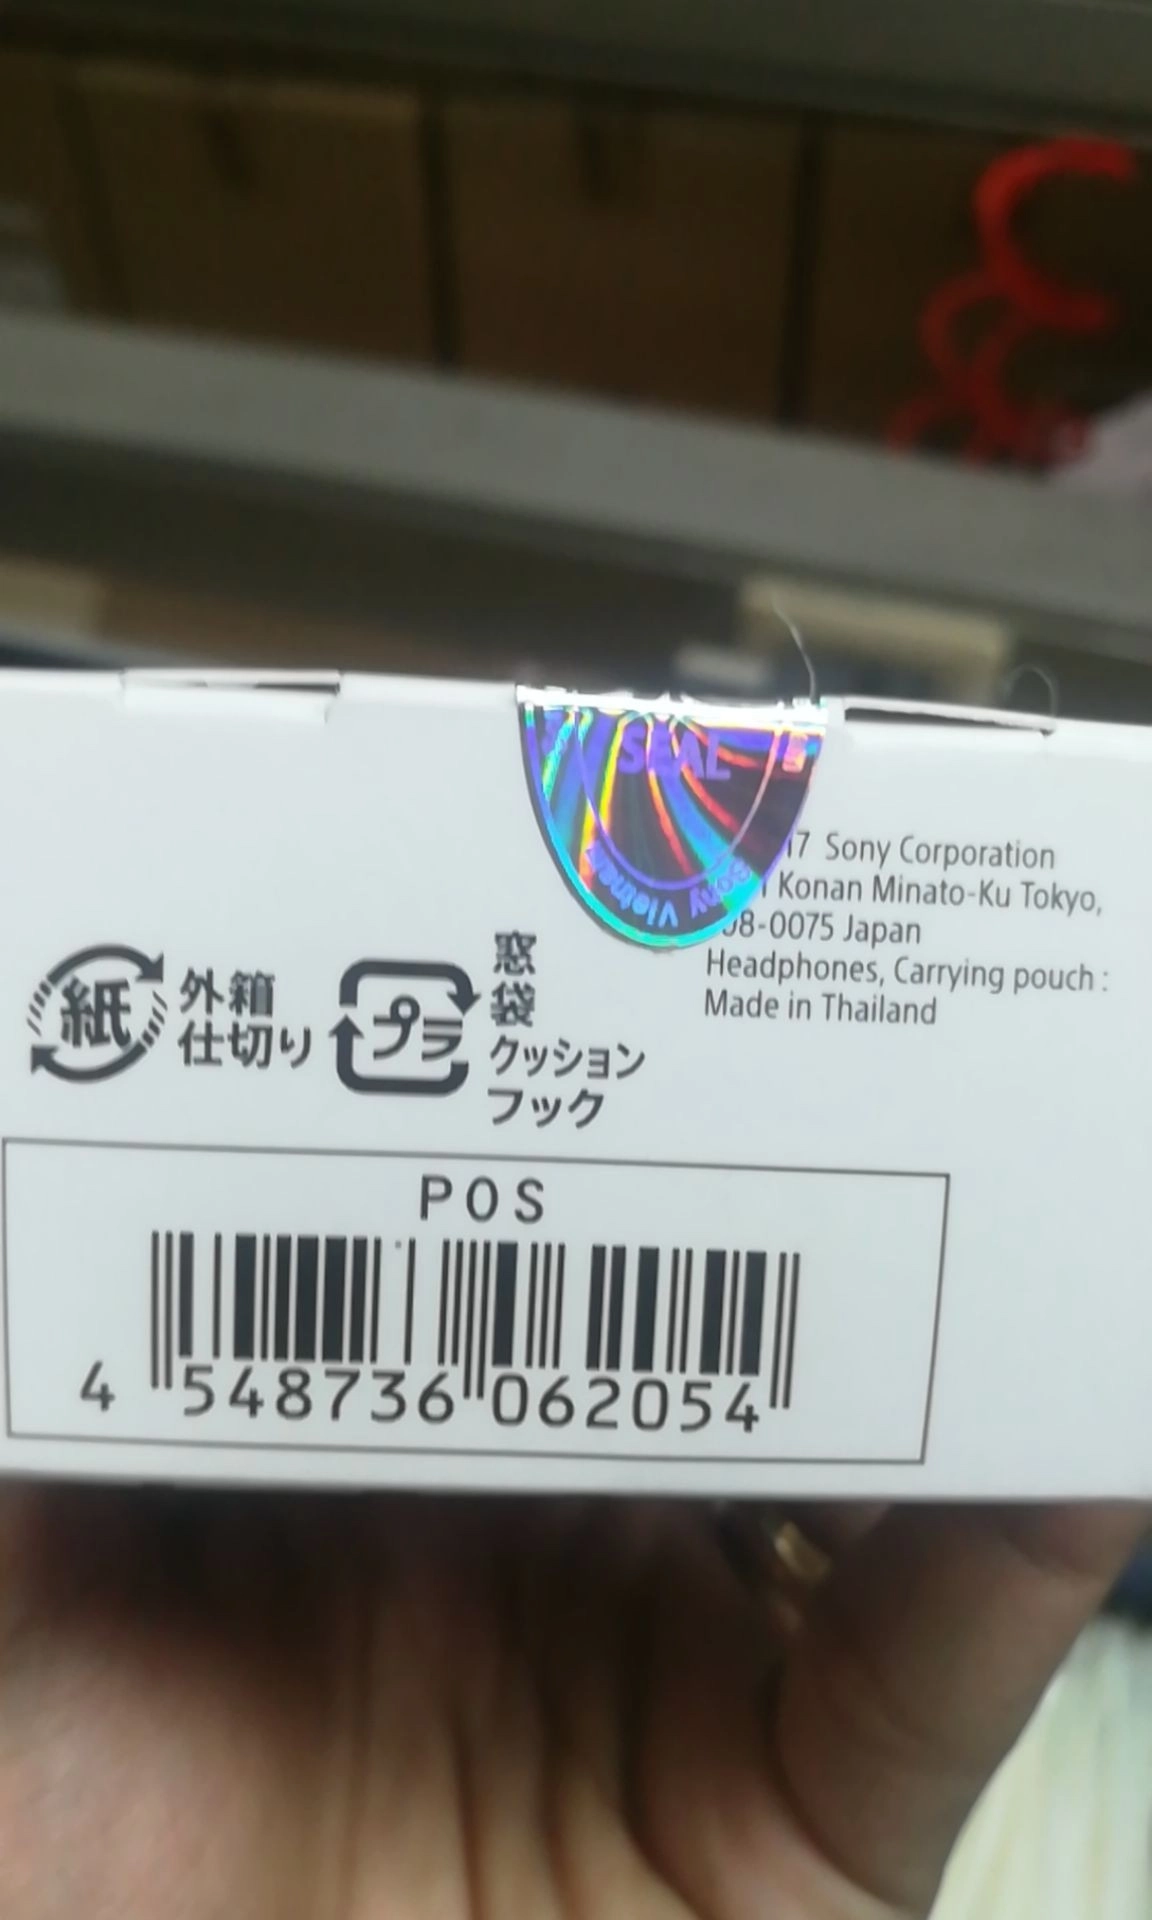 SEAL
Sony Vietnam
17 Sony Corporation
Konan Minato-Ku Tokyo,
08-0075 Japan
Headphones, Carrying pouch :
Made in Thailand
紙
外箱
仕切り
プラ
窓
袋
クッション
フック
POS
4 548736 062054